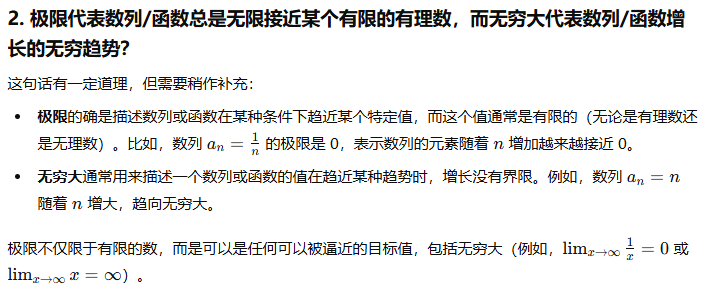 2. 极限代表数列/函数总是无限接近某个有限的有理数，而无穷大代表数列/函数增
长的无穷趋势？
这句话有一定道理，但需要稍作补充：
• 极限的确是描述数列或函数在某种条件下趋近某个特定值，而这个值通常是有限的（无论是有理数还
是无理数）。比如，数列 aₙ = 1/n 的极限是 0，表示数列的元素随着 n 增加越来越接近 0。
• 无穷大通常用来描述一个数列或函数的值在趋近某种趋势时，增长没有界限。例如，数列 aₙ = n
随着 n 增大，趋向无穷大。
极限不仅限于有限的数，而是可以是任何可以被逼近的目标值，包括无穷大（例如，lim_{x→∞} 1/x = 0 或
lim_{x→∞} x = ∞）。